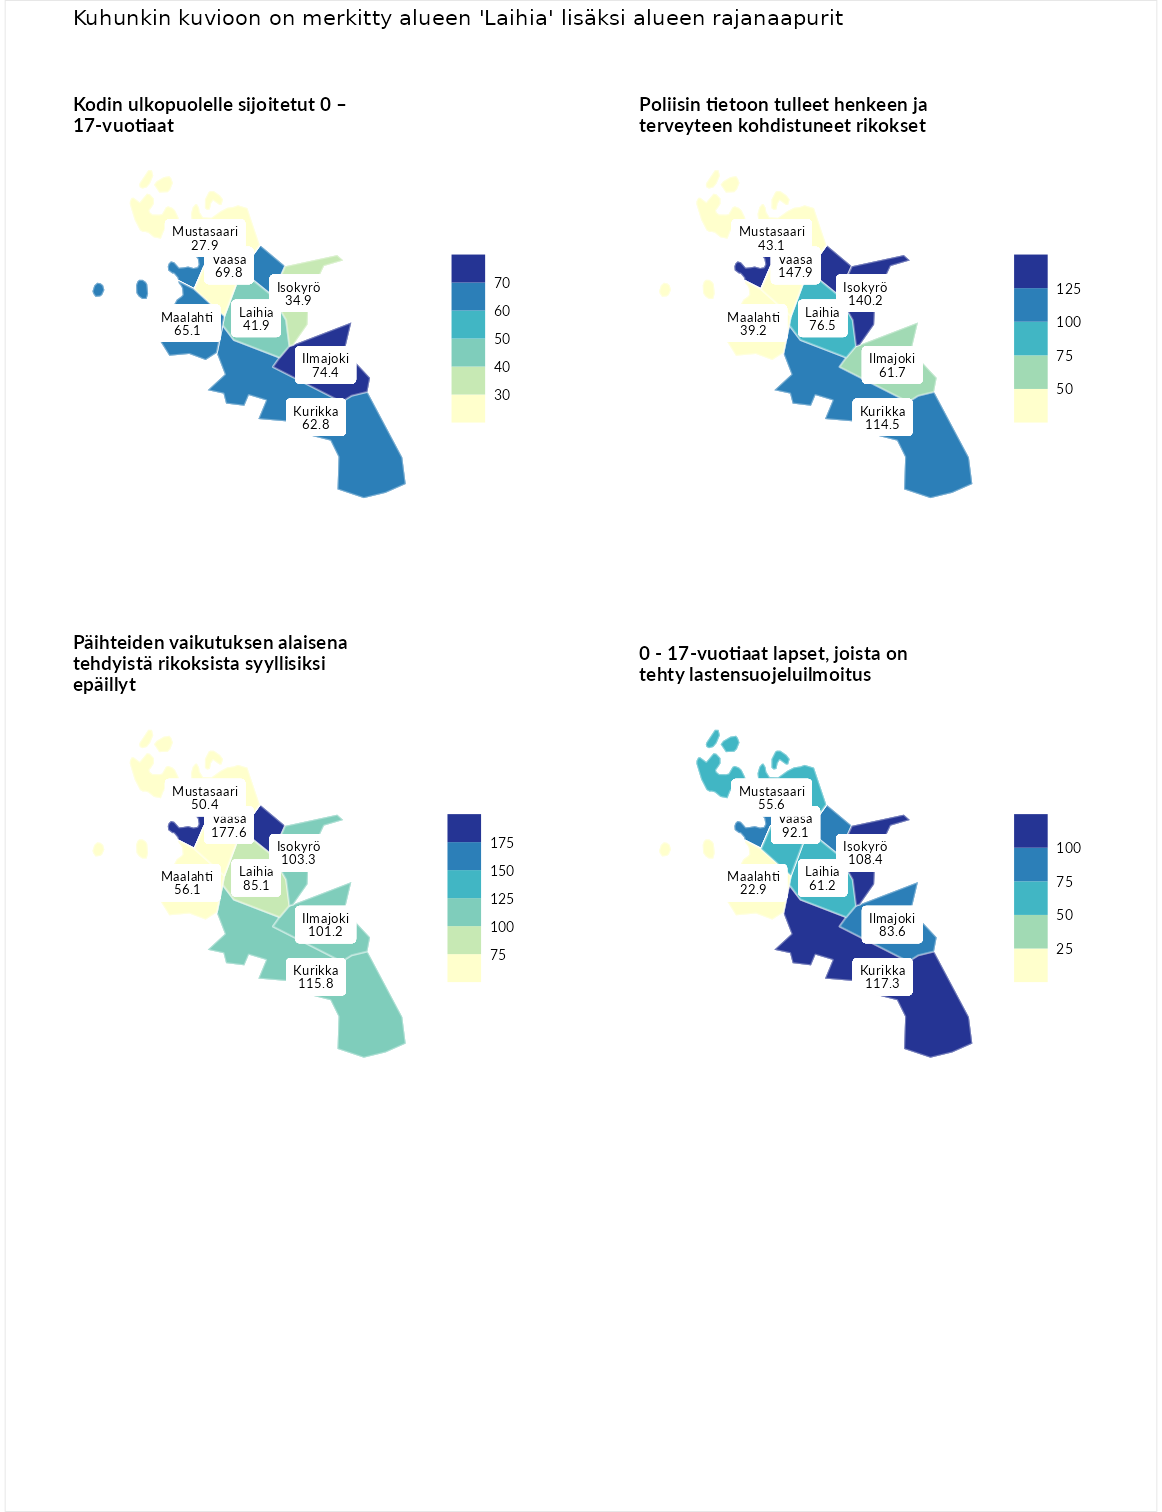 Kuhunkin kuvioon on merkitty alueen 'Laihia' lisäksi alueen rajanaapurit
Kodin ulkopuolelle sijoitetut 0 –
17-vuotiaat
Mustasaari
27.9
Vaasa
69.8
Isokyrö
34.9
Laihia
41.9
Maalahti
65.1
Ilmajoki
74.4
Kurikka
62.8
70
60
50
40
30
Poliisin tietoon tulleet henkeen ja
terveyteen kohdistuneet rikokset
Mustasaari
43.1
Vaasa
147.9
Isokyrö
140.2
Laihia
76.5
Maalahti
39.2
Ilmajoki
61.7
Kurikka
114.5
125
100
75
50
Päihteiden vaikutuksen alaisena
tehdyistä rikoksista syyllisiksi
epäillyt
Mustasaari
50.4
Vaasa
177.6
Isokyrö
103.3
Laihia
85.1
Maalahti
56.1
Ilmajoki
101.2
Kurikka
115.8
175
150
125
100
75
0 - 17-vuotiaat lapset, joista on
tehty lastensuojeluilmoitus
Mustasaari
55.6
Vaasa
92.1
Isokyrö
108.4
Laihia
61.2
Maalahti
22.9
Ilmajoki
83.6
Kurikka
117.3
100
75
50
25